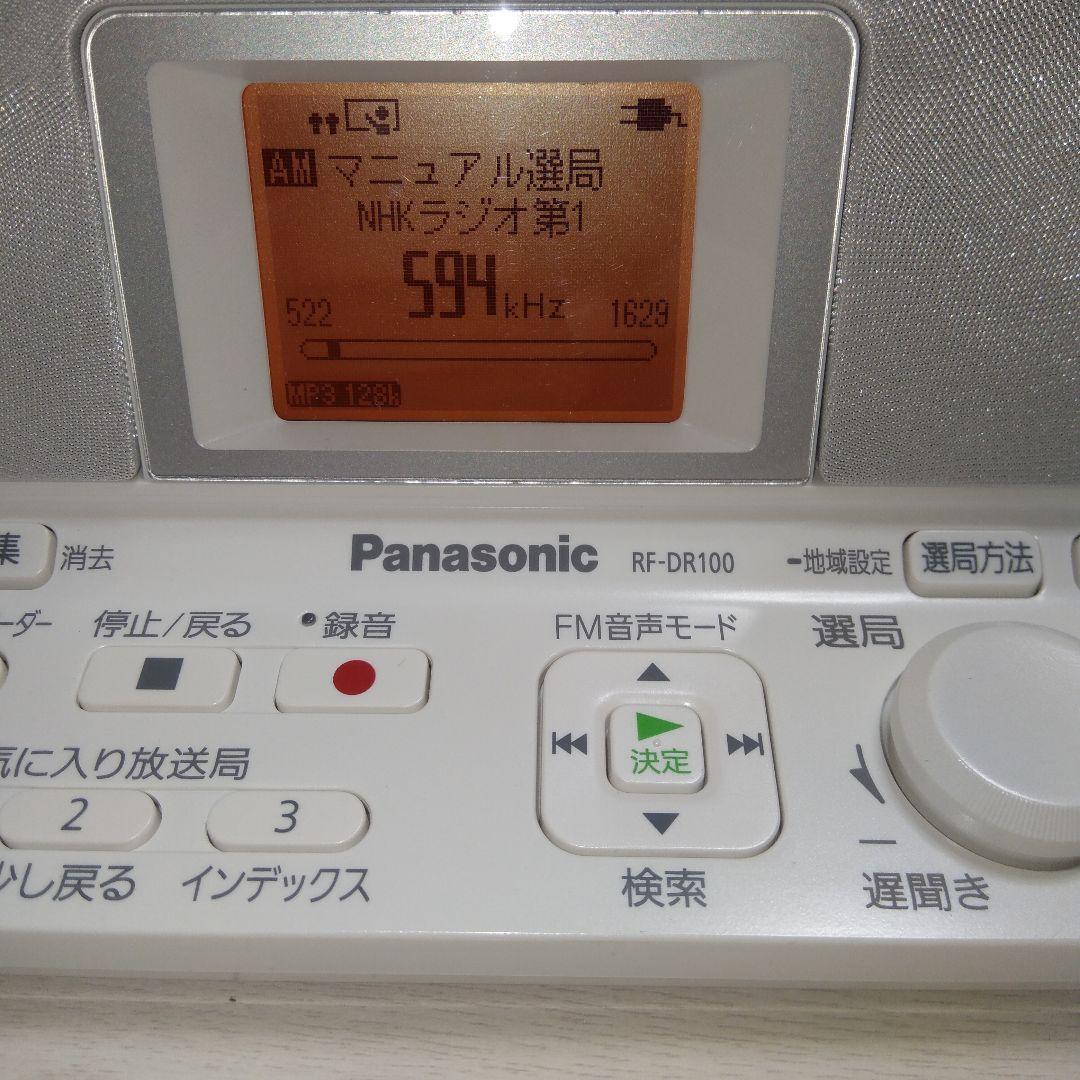 AM マニュアル選局
NHKラジオ第1
594 kHz
522 1629
MP3 128k
集 消去
Panasonic RF-DR100
-地域設定 選局方法
ーダー 停止/戻る 録音
FM音声モード
選局
決定
気に入り放送局
2 3
少し戻る インデックス
検索
遅聞き